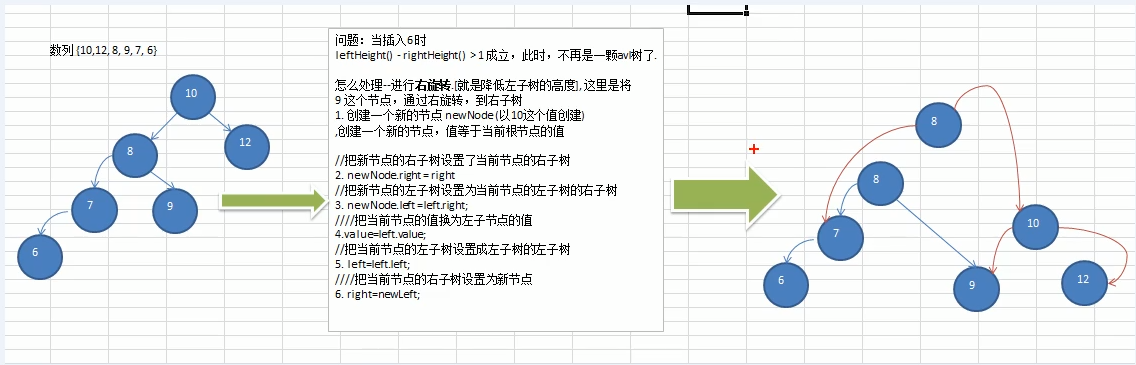 数列 {10,12, 8, 9, 7, 6}
10
8
12
7
9
6
问题：当插入6时
leftHeight() - rightHeight() > 1 成立，此时，不再是一颗avl树了.
怎么处理--进行右旋转.[就是降低左子树的高度], 这里是将
9 这个节点，通过右旋转，到右子树
1. 创建一个新的节点 newNode (以10这个值创建)
,创建一个新的节点，值等于当前根节点的值
//把新节点的右子树设置了当前节点的右子树
2. newNode.right = right
//把新节点的左子树设置为当前节点的左子树的右子树
3. newNode.left =left.right;
////把当前节点的值换为左子节点的值
4.value=left.value;
//把当前节点的左子树设置成左子树的左子树
5. left=left.left;
////把当前节点的右子树设置为新节点
6. right=newLeft;
8
8
7
10
6
9
12